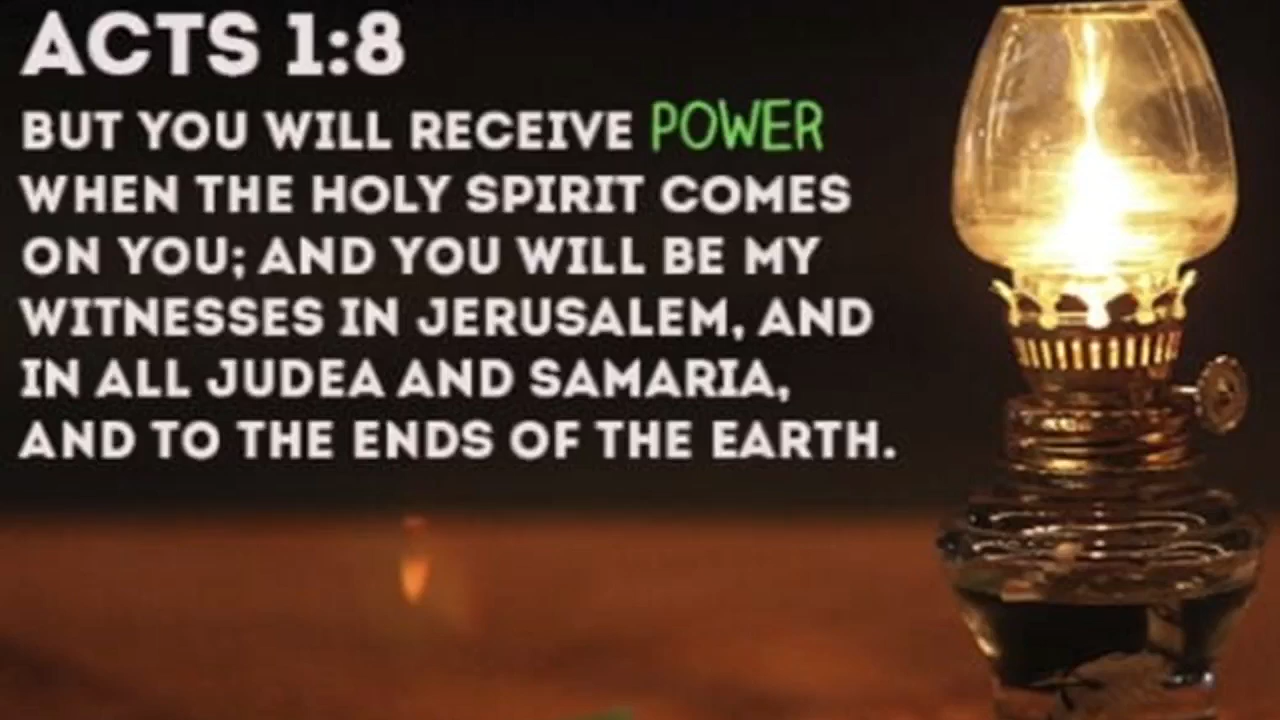 ACTS 1:8
BUT YOU WILL RECEIVE POWER
WHEN THE HOLY SPIRIT COMES
ON YOU; AND YOU WILL BE MY
WITNESSES IN JERUSALEM, AND
IN ALL JUDEA AND SAMARIA,
AND TO THE ENDS OF THE EARTH.